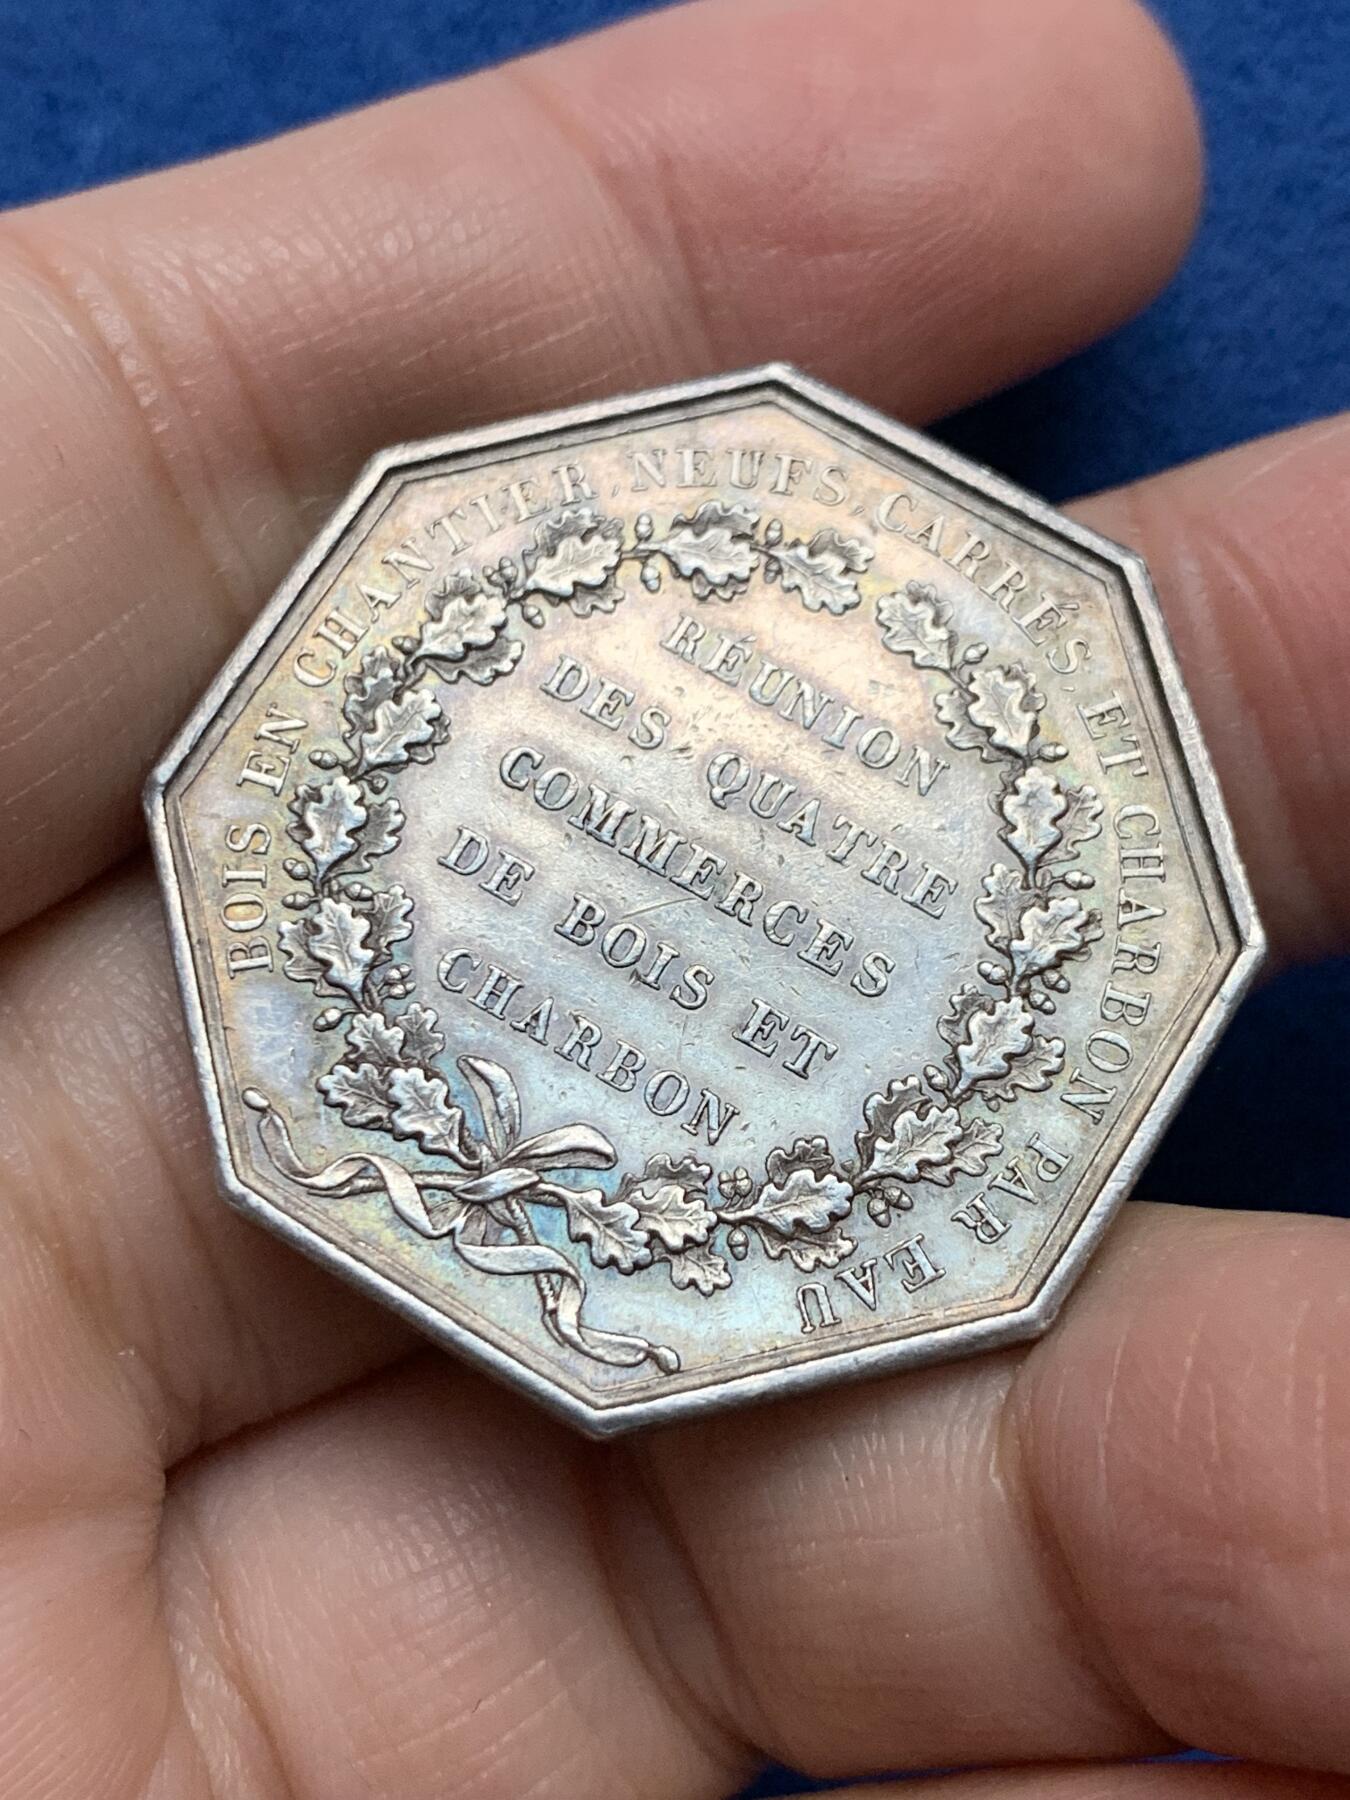 BOIS EN CHANTIER, NEUFS, CARRÉS, ET CHARBON PAR EAU
RÉUNION
DES QUATRE
COMMERCES
DE BOIS ET
CHARBON